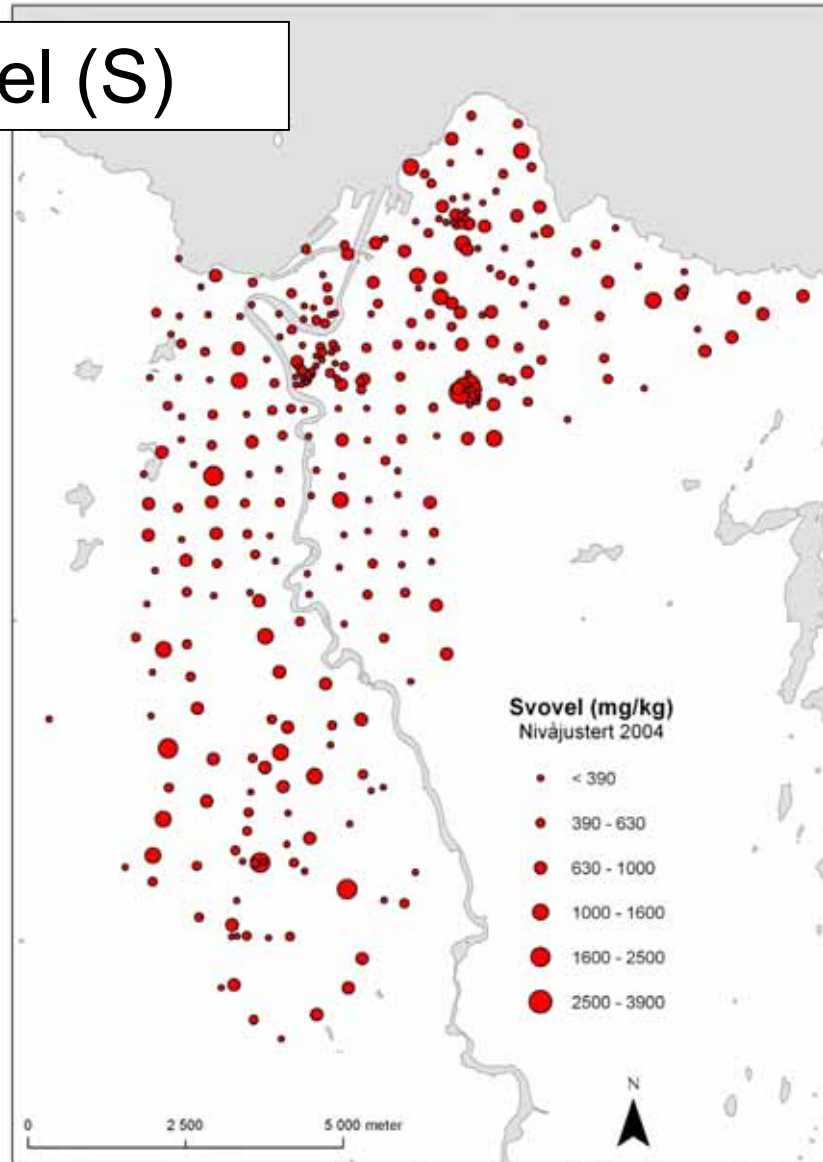 el (S)
Svovel (mg/kg)
Nivåjustert 2004
< 390
390 - 630
630 - 1000
1000 - 1600
1600 - 2500
2500 - 3900
N
0 2 500 5 000 meter